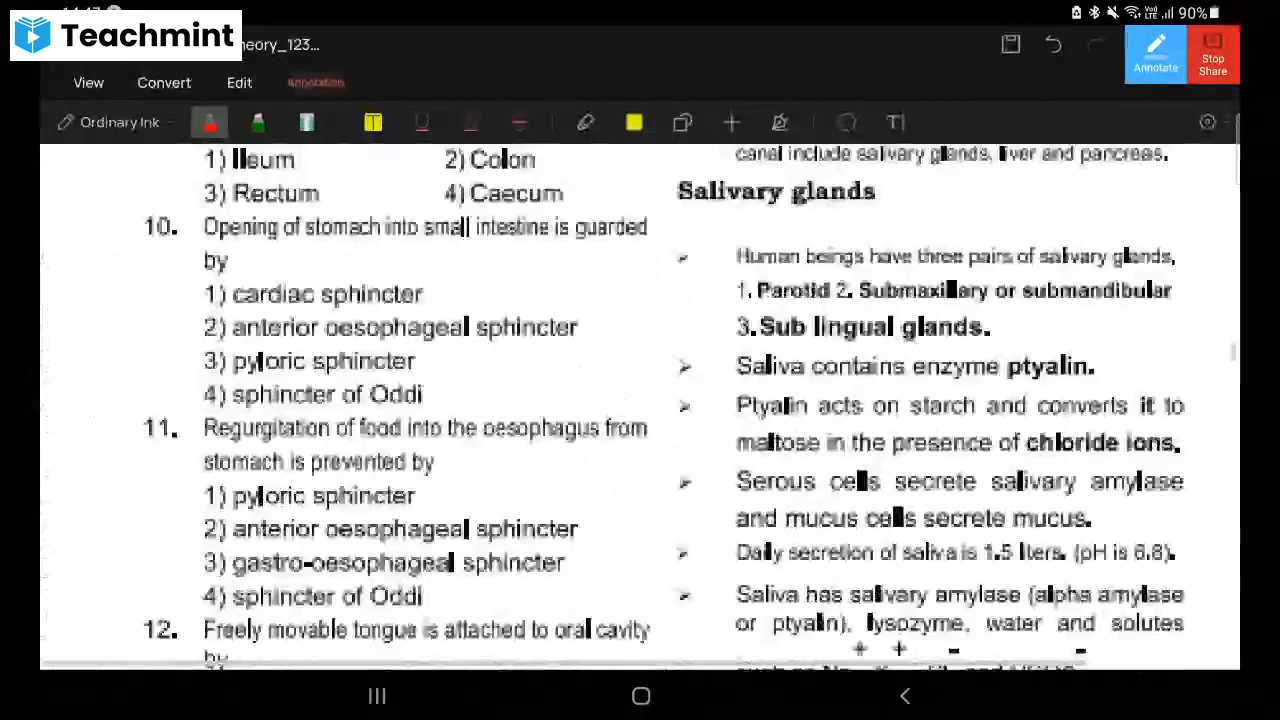 90%
Teachmint
heory_123...
Annotate
Stop
Share
View Convert Edit Annotation
Ordinary Ink
1) Ileum 2) Colon
3) Rectum 4) Caecum
10. Opening of stomach into small intestine is guarded
by
1) cardiac sphincter
2) anterior oesophageal sphincter
3) pyloric sphincter
4) sphincter of Oddi
11. Regurgitation of food into the oesophagus from
stomach is prevented by
1) pyloric sphincter
2) anterior oesophageal sphincter
3) gastro-oesophageal sphincter
4) sphincter of Oddi
12. Freely movable tongue is attached to oral cavity
by
canal include salivary glands, liver and pancreas.
Salivary glands
Human beings have three pairs of salivary glands,
1. Parotid 2. Submaxillary or submandibular
3. Sub lingual glands.
Saliva contains enzyme ptyalin.
Ptyalin acts on starch and converts it to
maltose in the presence of chloride ions.
Serous cells secrete salivary amylase
and mucus cells secrete mucus.
Daily secretion of saliva is 1.5 liters. (pH is 6.8).
Saliva has salivary amylase (alpha amylase
or ptyalin), lysozyme, water and solutes